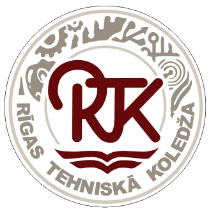 RTK
RĪGAS TEHNISKĀ KOLEDŽA